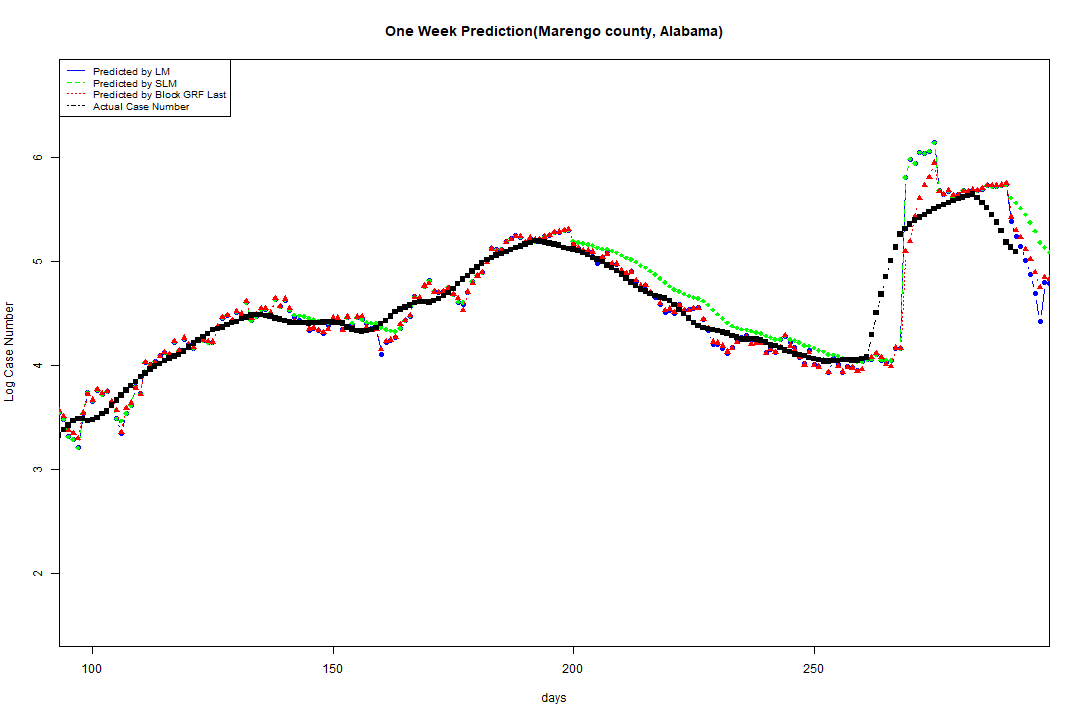 One Week Prediction(Marengo county, Alabama)
Predicted by LM
Predicted by SLM
Predicted by Block GRF Last
Actual Case Number
Log Case Number
6
5
4
3
2
100
150
200
250
days